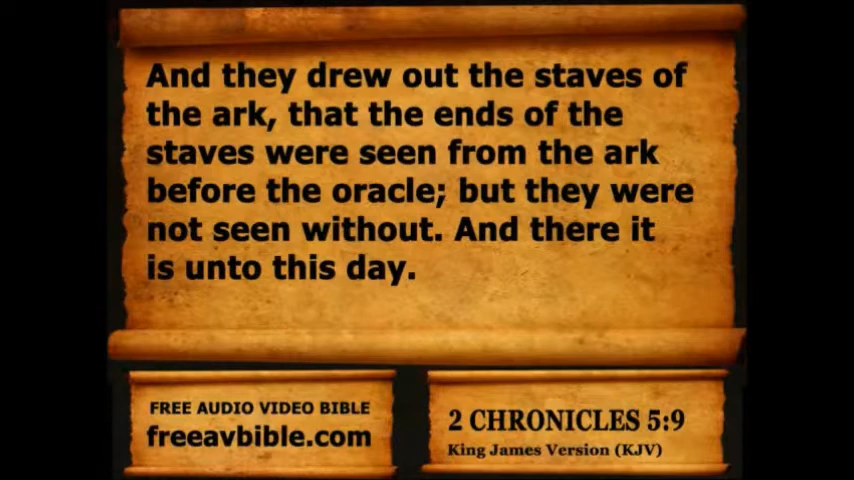 And they drew out the staves of
the ark, that the ends of the
staves were seen from the ark
before the oracle; but they were
not seen without. And there it
is unto this day.
FREE AUDIO VIDEO BIBLE
freeavbible.com
2 CHRONICLES 5:9
King James Version (KJV)